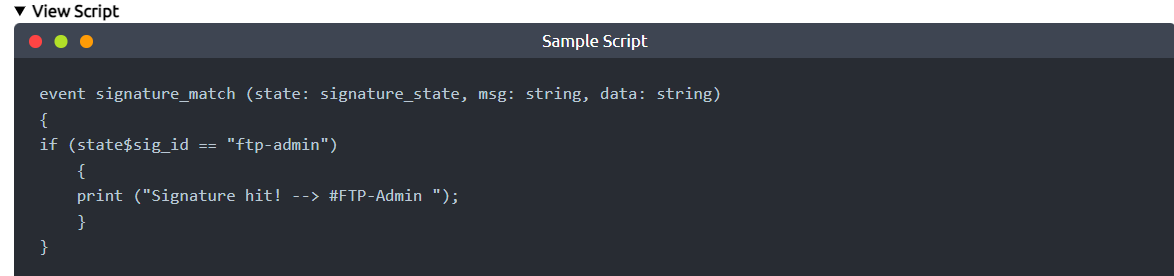 ▼ View Script
Sample Script
event signature_match (state: signature_state, msg: string, data: string)
{
if (state$sig_id == "ftp-admin")
    {
    print ("Signature hit! --> #FTP-Admin ");
    }
}